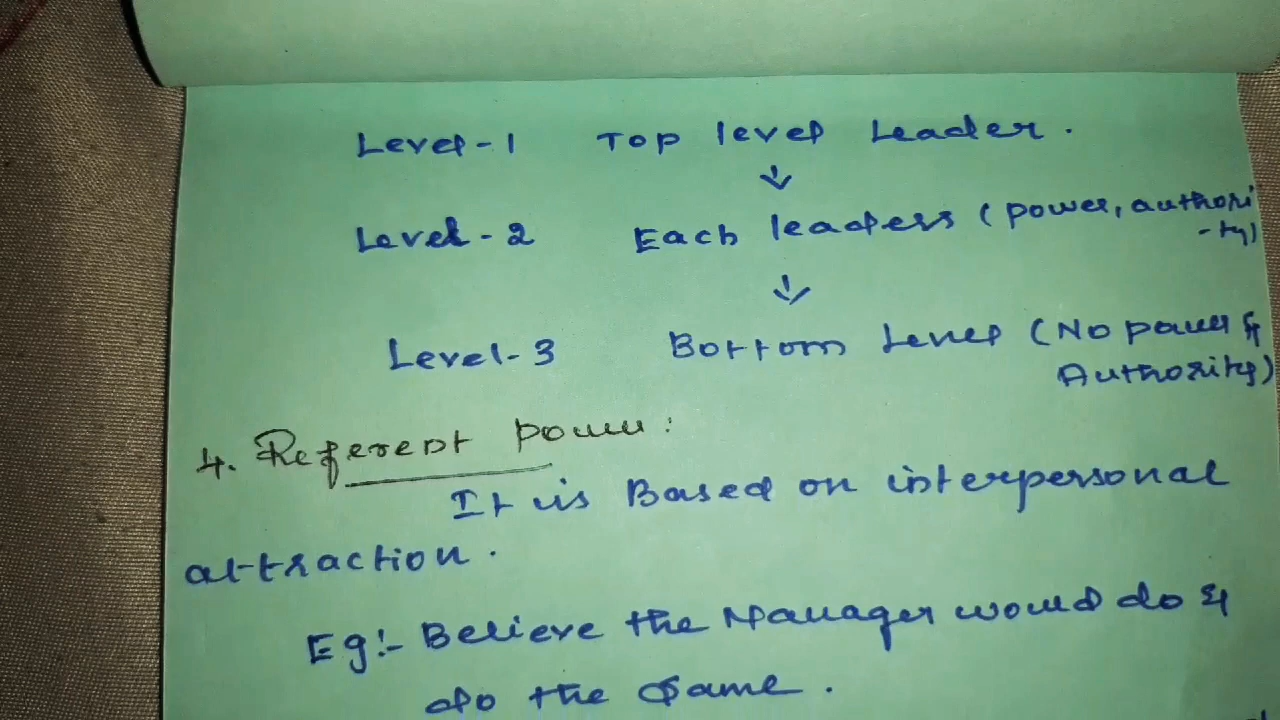 Level-1 Top level Leader.
↓
Level-2 Each leaders (power, authori
-ty)
↓
Level-3 Bottom Level (No power &
Authority)
4. Referent power:
It is Based on interpersonal
attraction.
Eg:- Believe the Manager would do &
do the same.